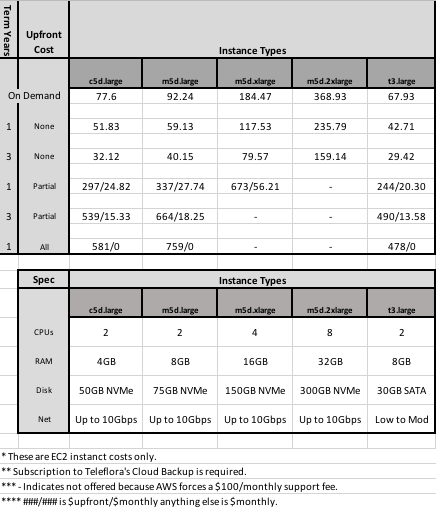 Term Years
Upfront Cost Instance Types
c5d.large m5d.large m5d.xlarge m5d.2xlarge t3.large
On Demand 77.6 92.24 184.47 368.93 67.93
1 None 51.83 59.13 117.53 235.79 42.71
3 None 32.12 40.15 79.57 159.14 29.42
1 Partial 297/24.82 337/27.74 673/56.21 - 244/20.30
3 Partial 539/15.33 664/18.25 - - 490/13.58
1 All 581/0 759/0 478/0
Spec Instance Types
c5d.large m5d.large m5d.xlarge m5d.2xlarge t3.large
CPUs 2 2 4 8 2
RAM 4GB 8GB 16GB 32GB 8GB
Disk 50GB NVMe 75GB NVMe 150GB NVMe 300GB NVMe 30GB SATA
Net Up to 10Gbps Up to 10Gbps Up to 10Gbps Up to 10Gbps Low to Mod
* These are EC2 instanct costs only.
** Subscription to Teleflora's Cloud Backup is required.
*** - Indicates not offered because AWS forces a $100/monthly support fee.
**** ###/### is $upfront/$monthly anything else is $monthly.